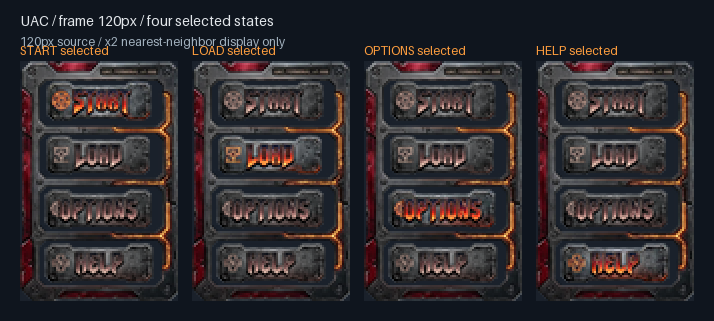 UAC / frame 120px / four selected states
120px source / x2 nearest-neighbor display only
START selected
LOAD selected
OPTIONS selected
HELP selected
START
LOAD
OPTIONS
HELP
START
LOAD
OPTIONS
HELP
START
LOAD
OPTIONS
HELP
START
LOAD
OPTIONS
HELP